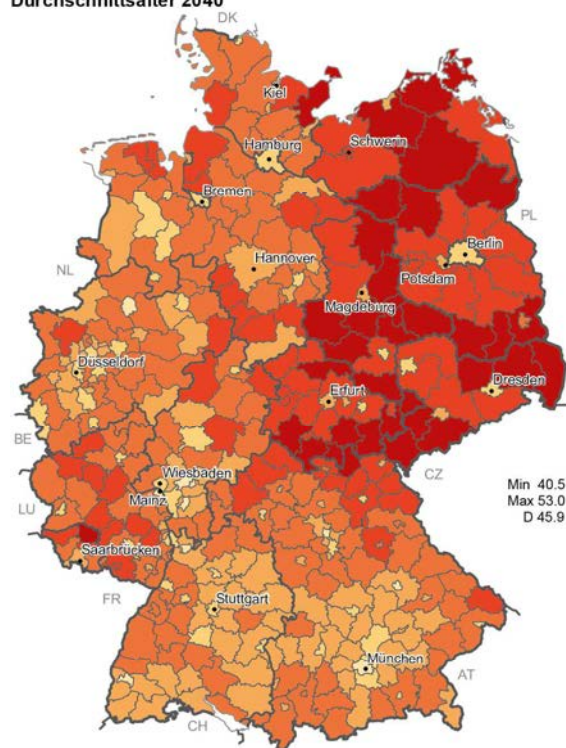 Durchschnittsalter 2040
DK
Kiel
Schwerin
Hamburg
Bremen
PL
Berlin
Hannover
Potsdam
NL
Magdeburg
Düsseldorf
Dresden
Erfurt
BE
Wiesbaden
CZ
Mainz
LU
Min 40.5
Max 53.0
D 45.9
Saarbrücken
FR
Stuttgart
München
AT
CH